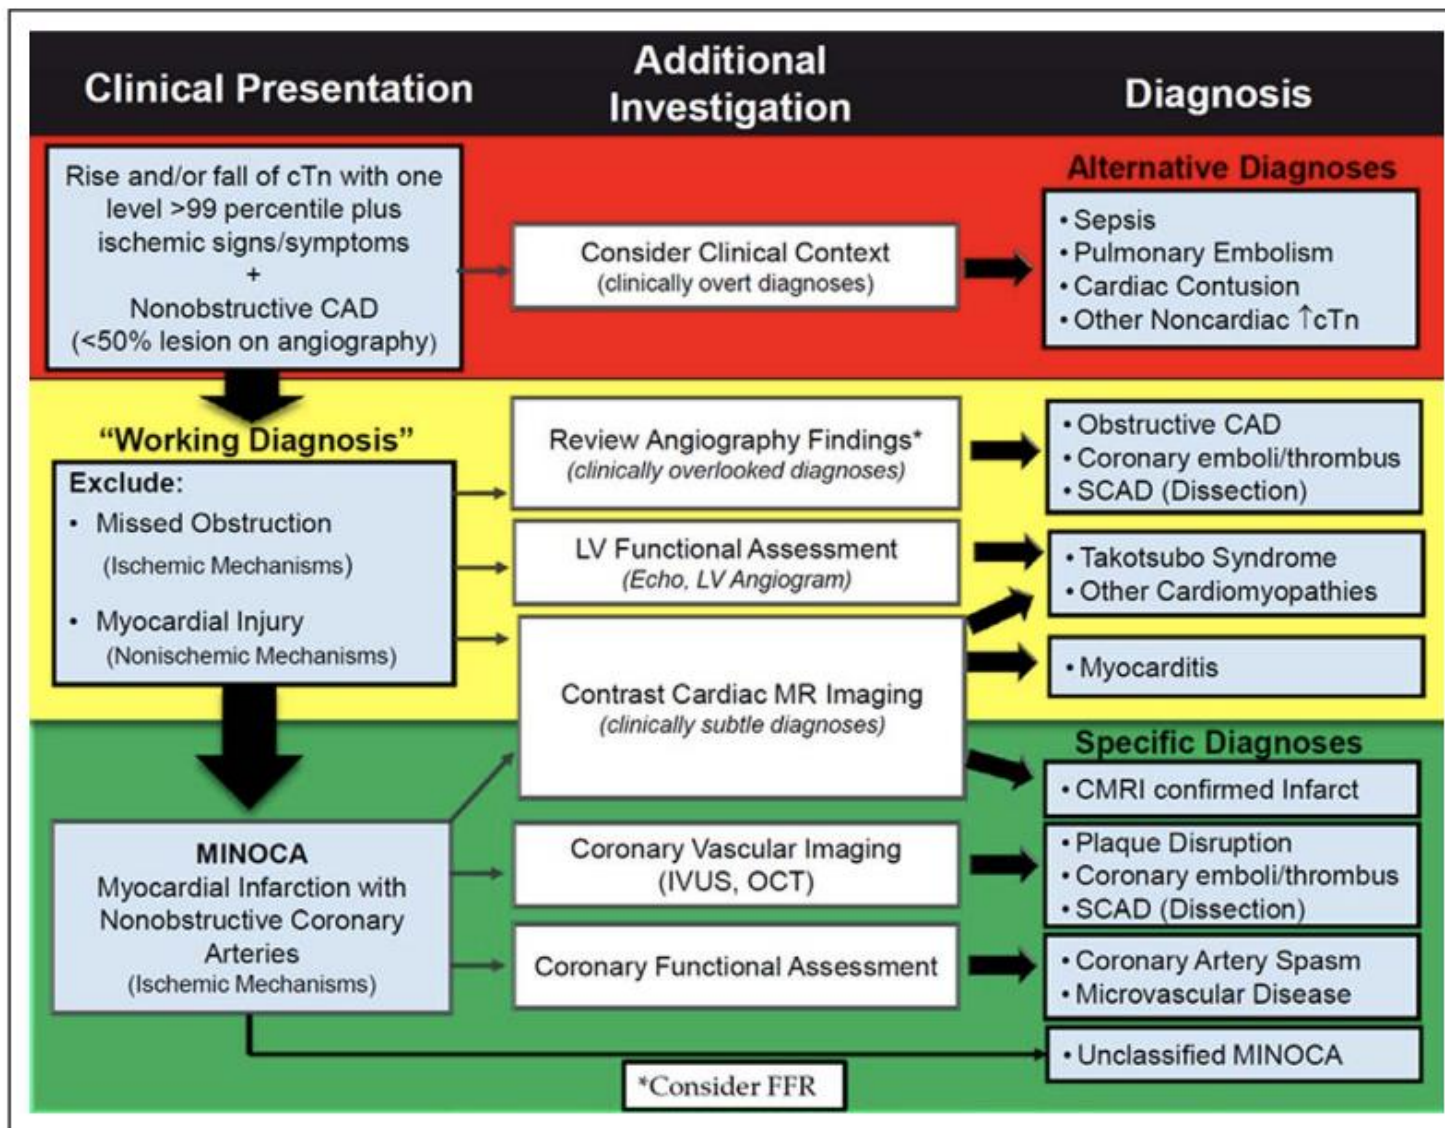 Clinical Presentation
Additional
Investigation
Diagnosis
Rise and/or fall of cTn with one
level >99 percentile plus
ischemic signs/symptoms
+
Nonobstructive CAD
(<50% lesion on angiography)
Consider Clinical Context
(clinically overt diagnoses)
Alternative Diagnoses
• Sepsis
• Pulmonary Embolism
• Cardiac Contusion
• Other Noncardiac ↑cTn
“Working Diagnosis”
Exclude:
• Missed Obstruction
(Ischemic Mechanisms)
• Myocardial Injury
(Nonischemic Mechanisms)
Review Angiography Findings*
(clinically overlooked diagnoses)
• Obstructive CAD
• Coronary emboli/thrombus
• SCAD (Dissection)
LV Functional Assessment
(Echo, LV Angiogram)
• Takotsubo Syndrome
• Other Cardiomyopathies
Contrast Cardiac MR Imaging
(clinically subtle diagnoses)
• Myocarditis
Specific Diagnoses
• CMRI confirmed Infarct
MINOCA
Myocardial Infarction with
Nonobstructive Coronary
Arteries
(Ischemic Mechanisms)
Coronary Vascular Imaging
(IVUS, OCT)
• Plaque Disruption
• Coronary emboli/thrombus
• SCAD (Dissection)
Coronary Functional Assessment
• Coronary Artery Spasm
• Microvascular Disease
• Unclassified MINOCA
*Consider FFR